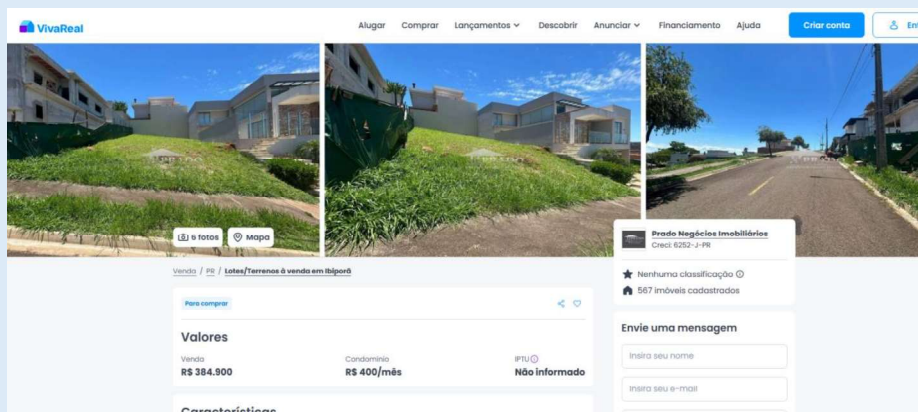 VivaReal
Alugar Comprar Lançamentos Descobrir Anunciar Financiamento Ajuda Criar conta
6 fotos Mapa
Prado Negócios Imobiliários
Creci: 6252-J-PR
Nenhuma classificação
567 imóveis cadastrados
Venda / PR / Lotes/Terrenos à venda em Ibiporã
Para comprar
Valores
Venda Condomínio IPTU
R$ 384.900 R$ 400/mês Não informado
Envie uma mensagem
Insira seu nome
Insira seu e-mail
Características